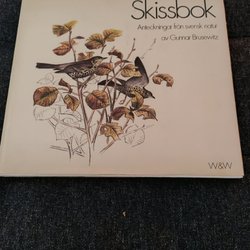 Skissbok
Anteckningar från svensk natur
av Gunnar Brusewitz
W&W